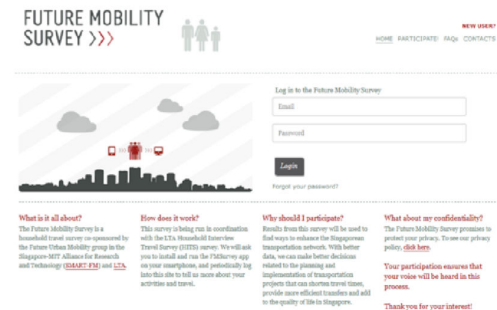 FUTURE MOBILITY
SURVEY >>>
NEW USER?
HOME PARTICIPATE! FAQs CONTACTS
Log in to the Future Mobility Survey
Email
Password
Login
Forgot your password?
What is it all about?
The Future Mobility Survey is a
household travel survey co-sponsored by
the Future Urban Mobility group in the
Singapore-MIT Alliance for Research
and Technology (SMART-FM) and LTA.
How does it work?
This survey is being run in coordination
with the LTA Household Interview
Travel Survey (HITS) survey. We will ask
you to install and run the FMSurvey app
on your smartphone, and periodically log
into this site to tell us more about your
activities and travel.
Why should I participate?
Results from this survey will be used to
find ways to enhance the Singaporean
transportation network. With better
data, we can make better decisions
related to the planning and
implementation of transportation
projects that can shorten travel times,
provide more efficient transfers and add
to the quality of life in Singapore.
What about my confidentiality?
The Future Mobility Survey promises to
protect your privacy. To see our privacy
policy, click here.
Your participation ensures that
your voice will be heard in this
process.
Thank you for your interest!